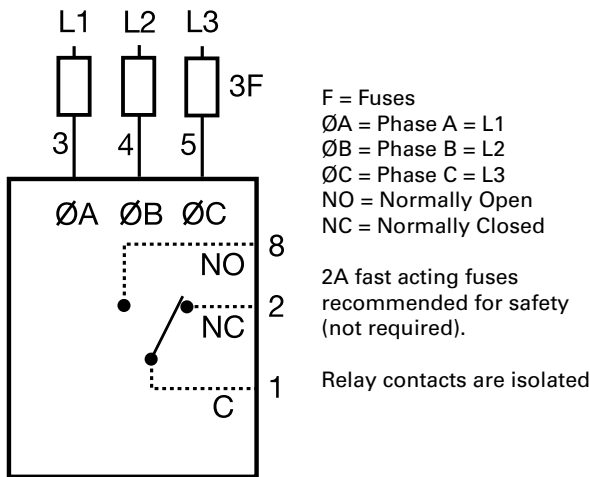 L1 L2 L3
3F
3 4 5
ØA ØB ØC
8
NO
2
NC
1
C
F = Fuses
ØA = Phase A = L1
ØB = Phase B = L2
ØC = Phase C = L3
NO = Normally Open
NC = Normally Closed
2A fast acting fuses
recommended for safety
(not required).
Relay contacts are isolated